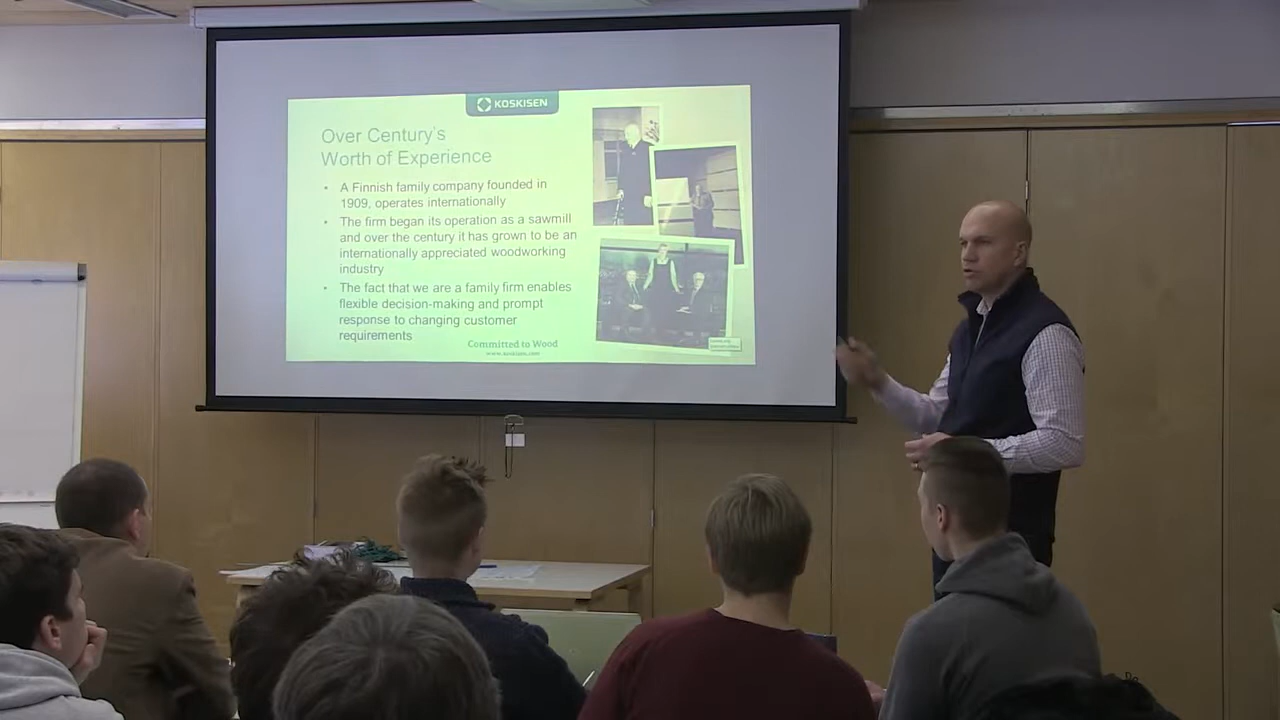 KOSKISEN
Over Century's
Worth of Experience
• A Finnish family company founded in
1909, operates internationally
• The firm began its operation as a sawmill
and over the century it has grown to be an
internationally appreciated woodworking
industry
• The fact that we are a family firm enables
flexible decision-making and prompt
response to changing customer
requirements
Committed to Wood
www.koskisen.com